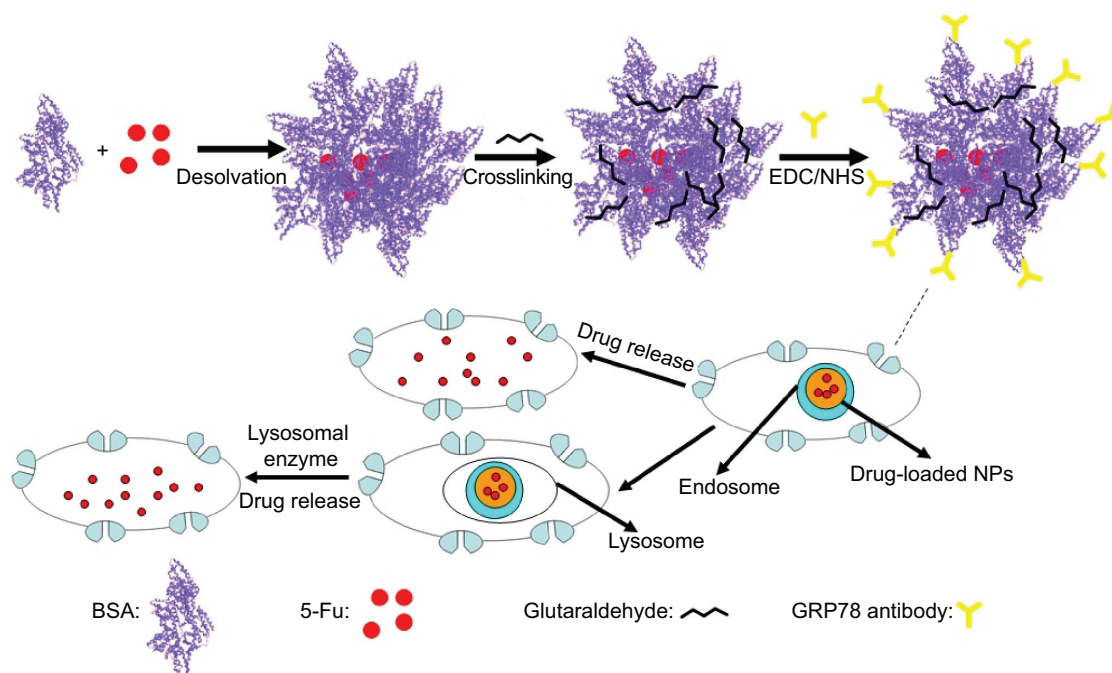 +
Desolvation
Crosslinking
EDC/NHS
Drug release
Lysosomal
enzyme
Drug release
Endosome
Drug-loaded NPs
Lysosome
BSA:
5-Fu:
Glutaraldehyde:
GRP78 antibody: